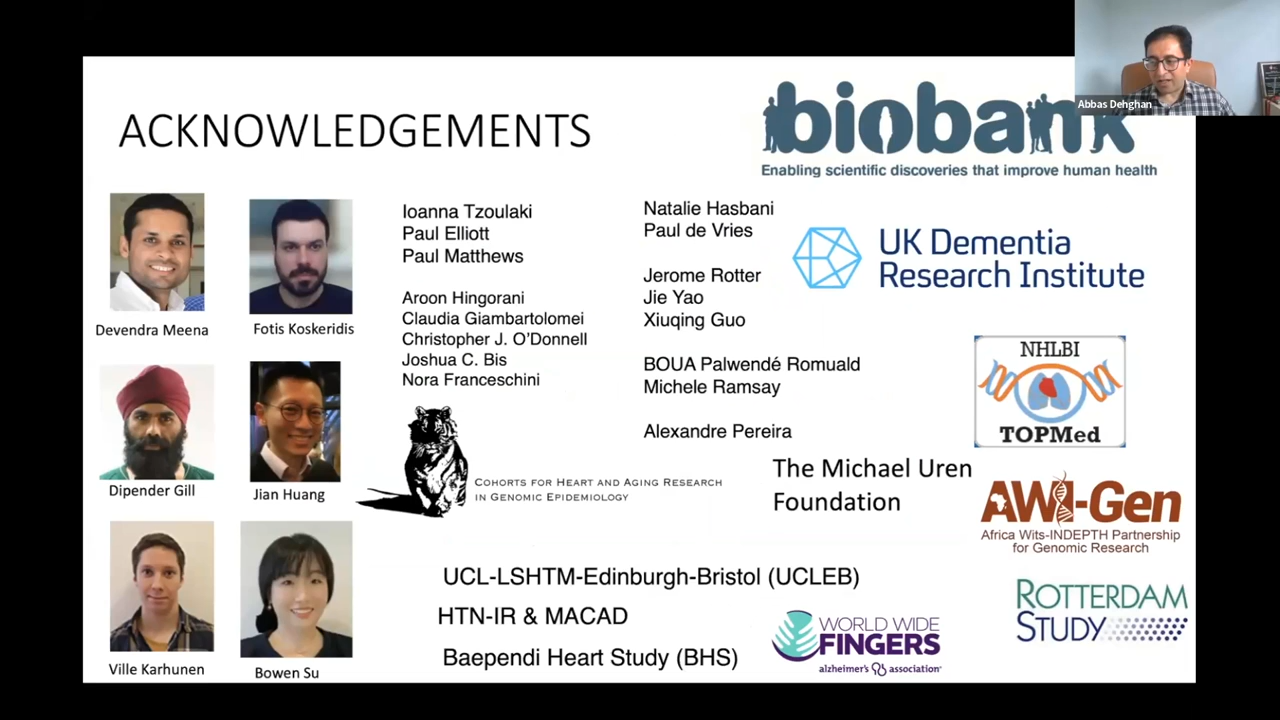 Abbas Dehghan
biobank
Enabling scientific discoveries that improve human health
ACKNOWLEDGEMENTS
Devendra Meena
Fotis Koskeridis
Dipender Gill
Jian Huang
Ville Karhunen
Bowen Su
Ioanna Tzoulaki
Paul Elliott
Paul Matthews
Aroon Hingorani
Claudia Giambartolomei
Christopher J. O’Donnell
Joshua C. Bis
Nora Franceschini
Natalie Hasbani
Paul de Vries
Jerome Rotter
Jie Yao
Xiuqing Guo
BOUA Palwendé Romuald
Michele Ramsay
Alexandre Pereira
UK Dementia
Research Institute
NHLBI
TOPMed
COHORTS FOR HEART AND AGING RESEARCH
IN GENOMIC EPIDEMIOLOGY
The Michael Uren
Foundation
AWI-Gen
Africa Wits-INDEPTH Partnership
for Genomic Research
UCL-LSHTM-Edinburgh-Bristol (UCLEB)
HTN-IR & MACAD
Baependi Heart Study (BHS)
WORLD WIDE
FINGERS
alzheimer's association®
ROTTERDAM
STUDY